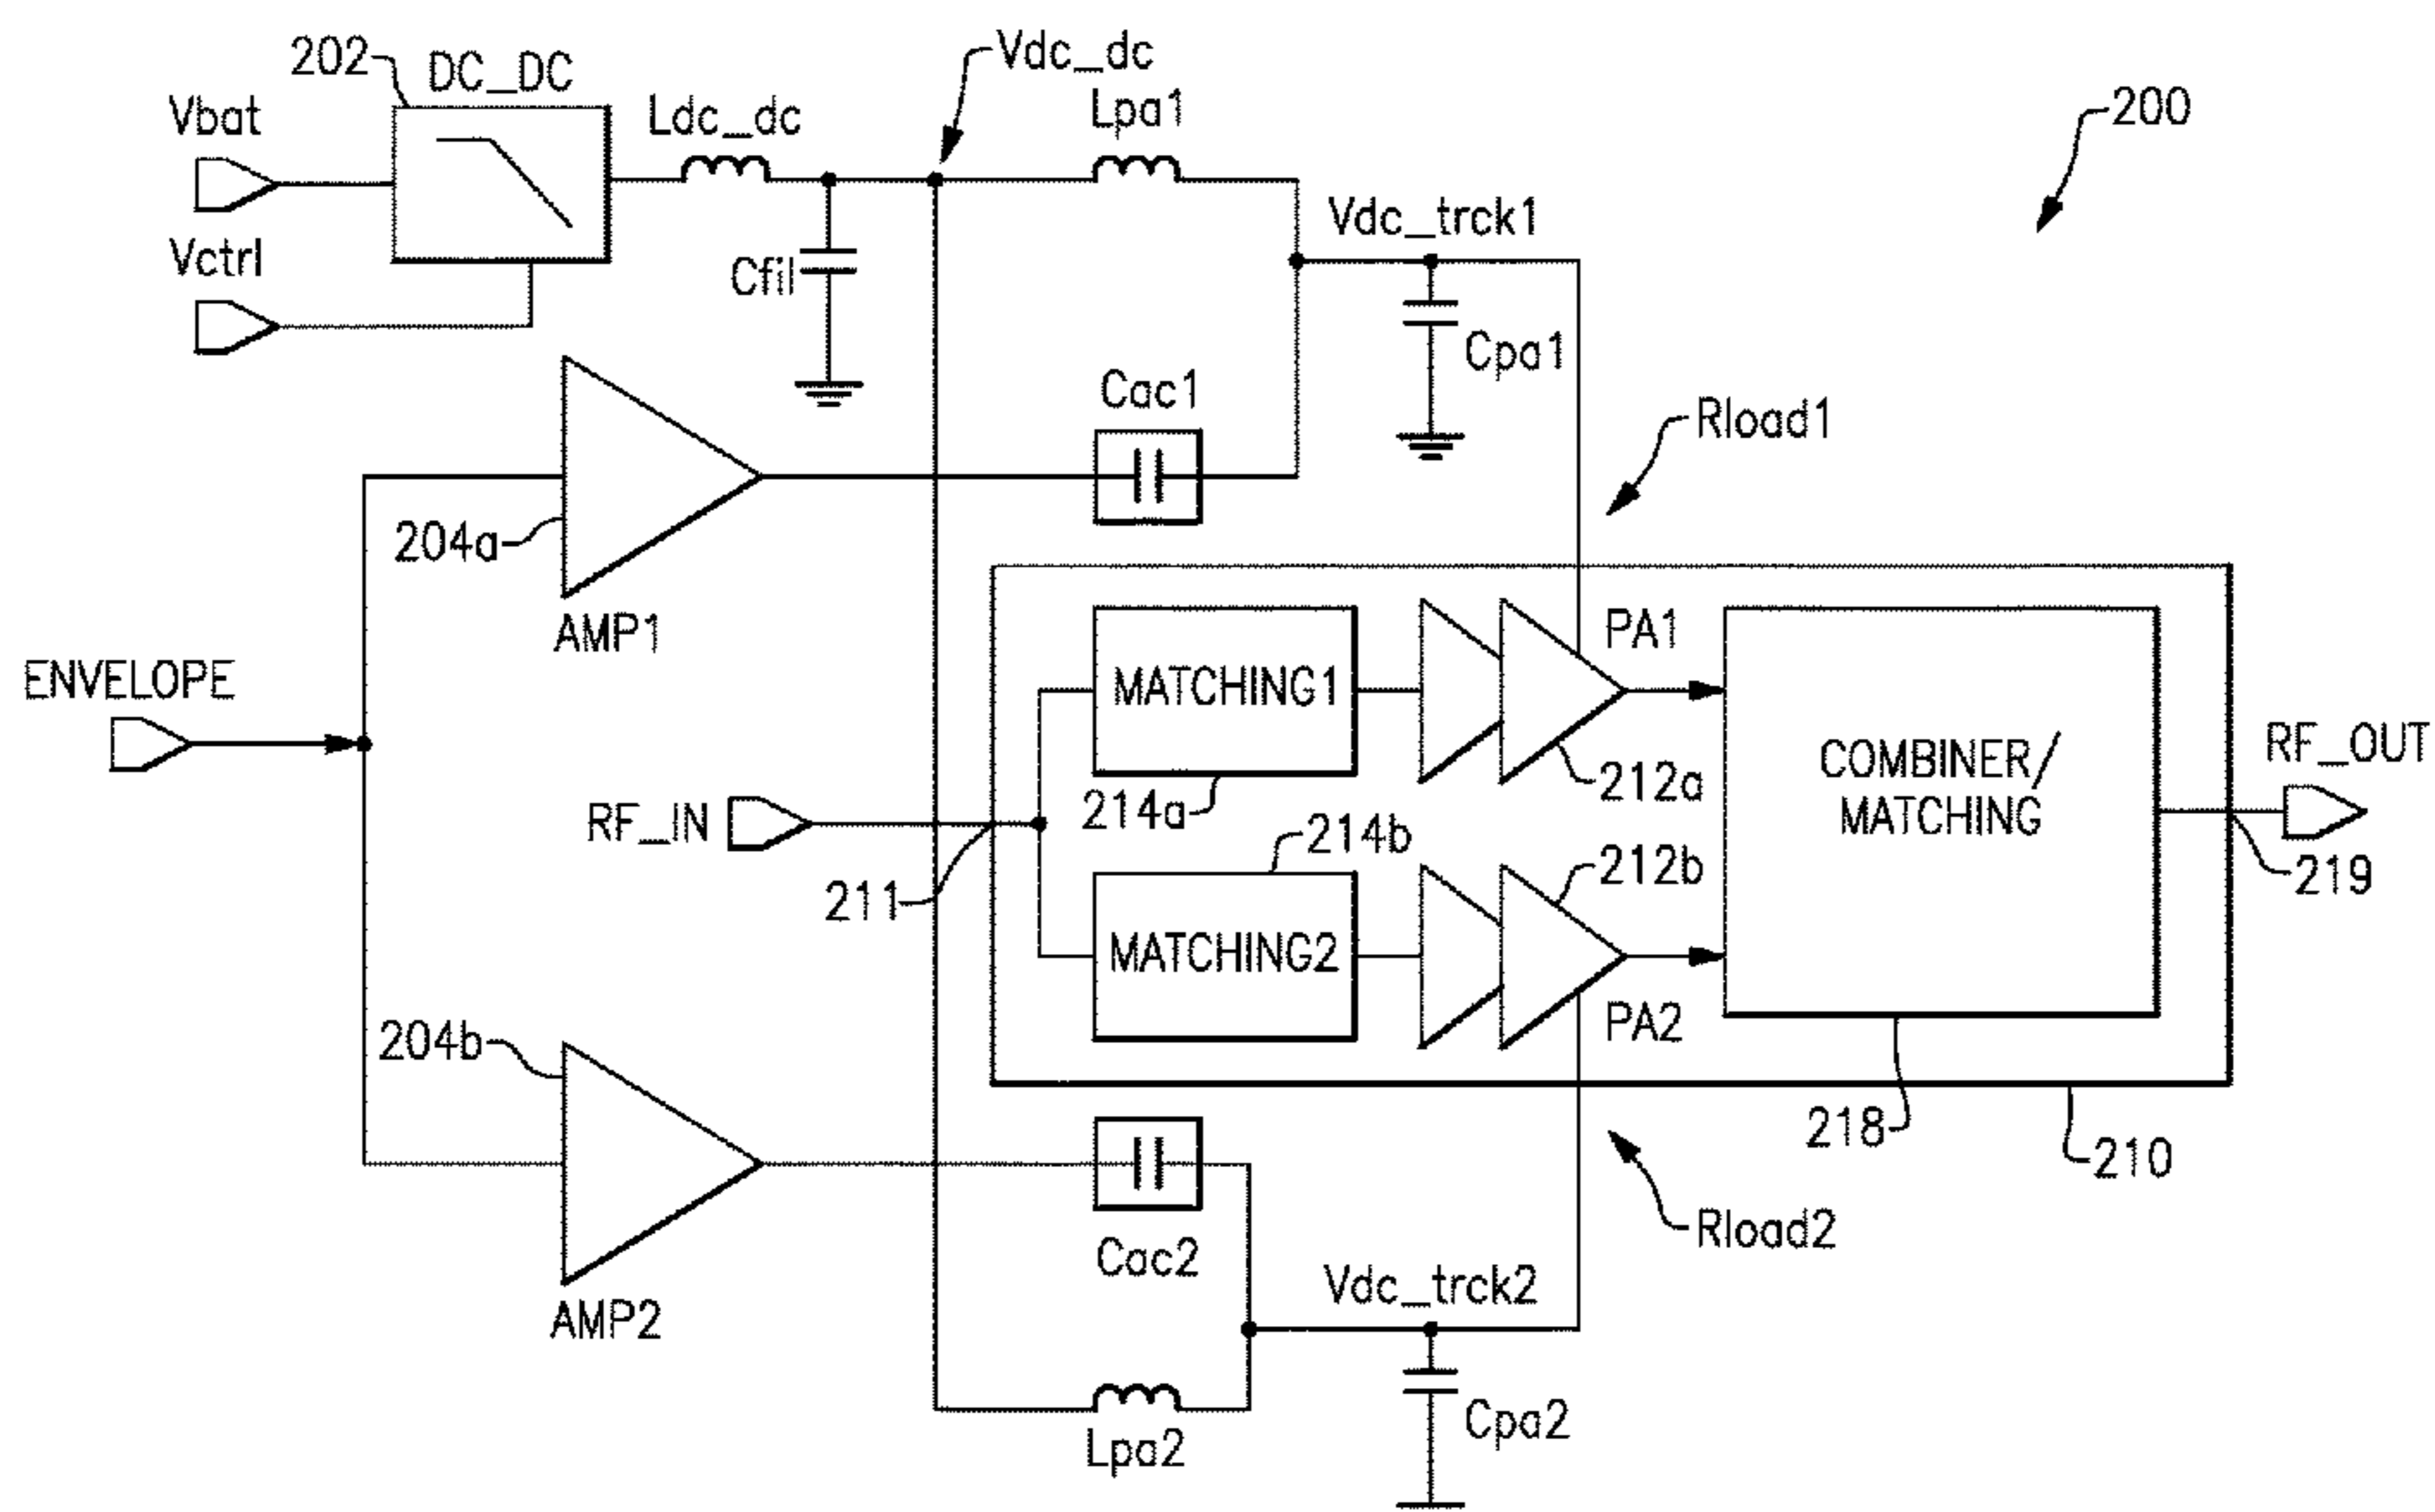 202
DC_DC
Vdc_dc
Vbat
Ldc_dc
Lpa1
200
Vctrl
Cfil
Vdc_trck1
Cpa1
Cac1
Rload1
204a
AMP1
ENVELOPE
MATCHING1
PA1
212a
214a
COMBINER/
MATCHING
RF_OUT
RF_IN
211
214b
212b
219
MATCHING2
PA2
204b
218
210
Cac2
Rload2
AMP2
Vdc_trck2
Lpa2
Cpa2